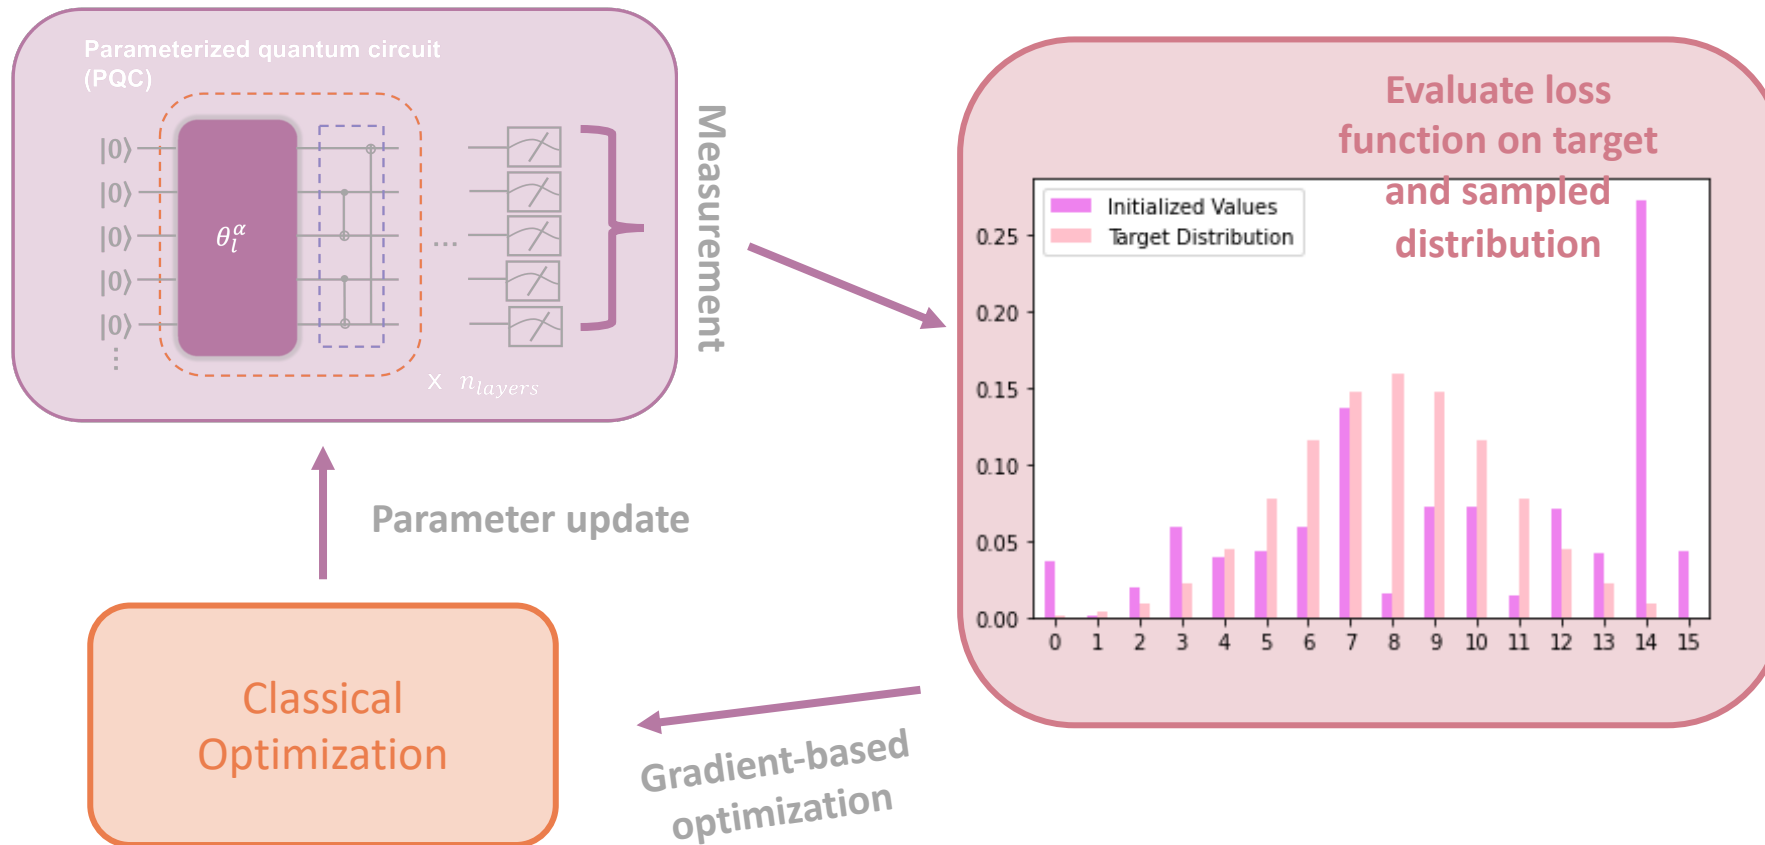 Parameterized quantum circuit
(PQC)
|0⟩
|0⟩
|0⟩
|0⟩
|0⟩
⋮
θ_l^α
...
X n_layers
Measurement
Evaluate loss
function on target
and sampled
distribution
Initialized Values
Target Distribution
0.25
0.20
0.15
0.10
0.05
0.00
0 1 2 3 4 5 6 7 8 9 10 11 12 13 14 15
Parameter update
Classical
Optimization
Gradient-based
optimization